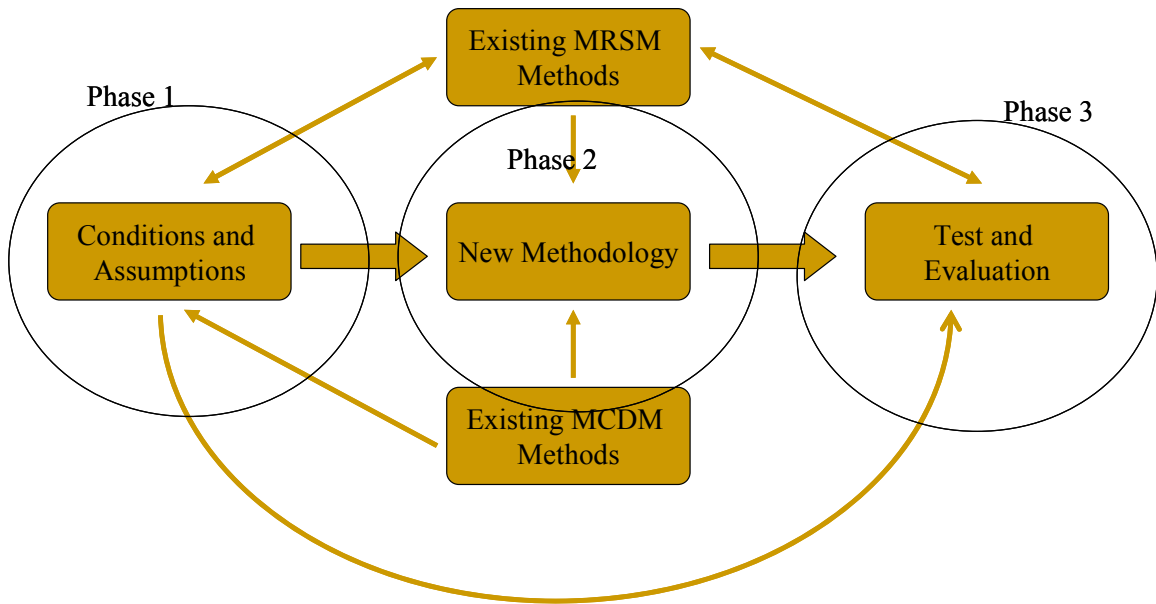 Existing MRSM
Methods
Phase 1
Phase 3
Phase 2
Conditions and
Assumptions
New Methodology
Test and
Evaluation
Existing MCDM
Methods